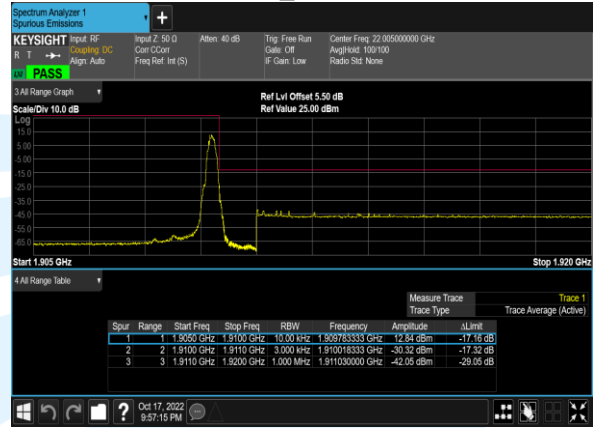 Spectrum Analyzer 1
Spurious Emissions
KEYSIGHT Input: RF Input Z: 50 Ω Atten: 40 dB Trig: Free Run Center Freq: 22.005000000 GHz
R T Coupling: DC Corr CCorr Gate: Off Avg|Hold: 100/100
Align: Auto Freq Ref: Int (S) IF Gain: Low Radio Std: None
LVI PASS
3 All Range Graph
Ref Lvl Offset 5.50 dB
Scale/Div 10.0 dB Ref Value 25.00 dBm
Log
15.0
5.00
-5.00
-15.0
-25.0
-35.0
-45.0
-55.0
-65.0
Start 1.905 GHz Stop 1.920 GHz
4 All Range Table
Measure Trace Trace 1
Trace Type Trace Average (Active)
Spur Range Start Freq Stop Freq RBW Frequency Amplitude ΔLimit
1 1 1.9050 GHz 1.9100 GHz 10.00 kHz 1.909783333 GHz 12.84 dBm -17.16 dB
2 2 1.9100 GHz 1.9110 GHz 3.000 kHz 1.910018333 GHz -30.32 dBm -17.32 dB
3 3 1.9110 GHz 1.9200 GHz 1.000 MHz 1.911030000 GHz -42.05 dBm -29.05 dB
? Oct 17, 2022
9:57:15 PM